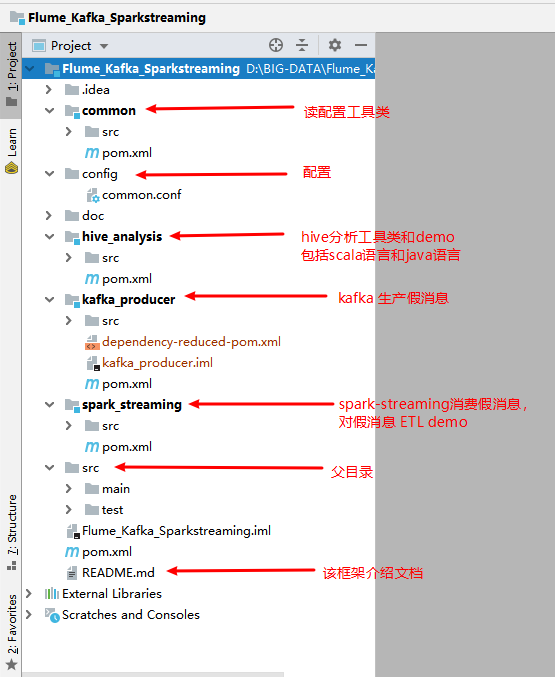 Flume_Kafka_Sparkstreaming
1: Project
Learn
7: Structure
2: Favorites
Project
Flume_Kafka_Sparkstreaming D:\BIG-DATA\Flume_Ka
.idea
common 读配置工具类
src
pom.xml
config 配置
common.conf
doc
hive_analysis hive分析工具类和demo
包括scala语言和java语言
src
pom.xml
kafka_producer kafka 生产假消息
src
dependency-reduced-pom.xml
kafka_producer.iml
pom.xml
spark_streaming spark-streaming消费假消息，
对假消息 ETL demo
src
pom.xml
src 父目录
main
test
Flume_Kafka_Sparkstreaming.iml
pom.xml
README.md 该框架介绍文档
External Libraries
Scratches and Consoles